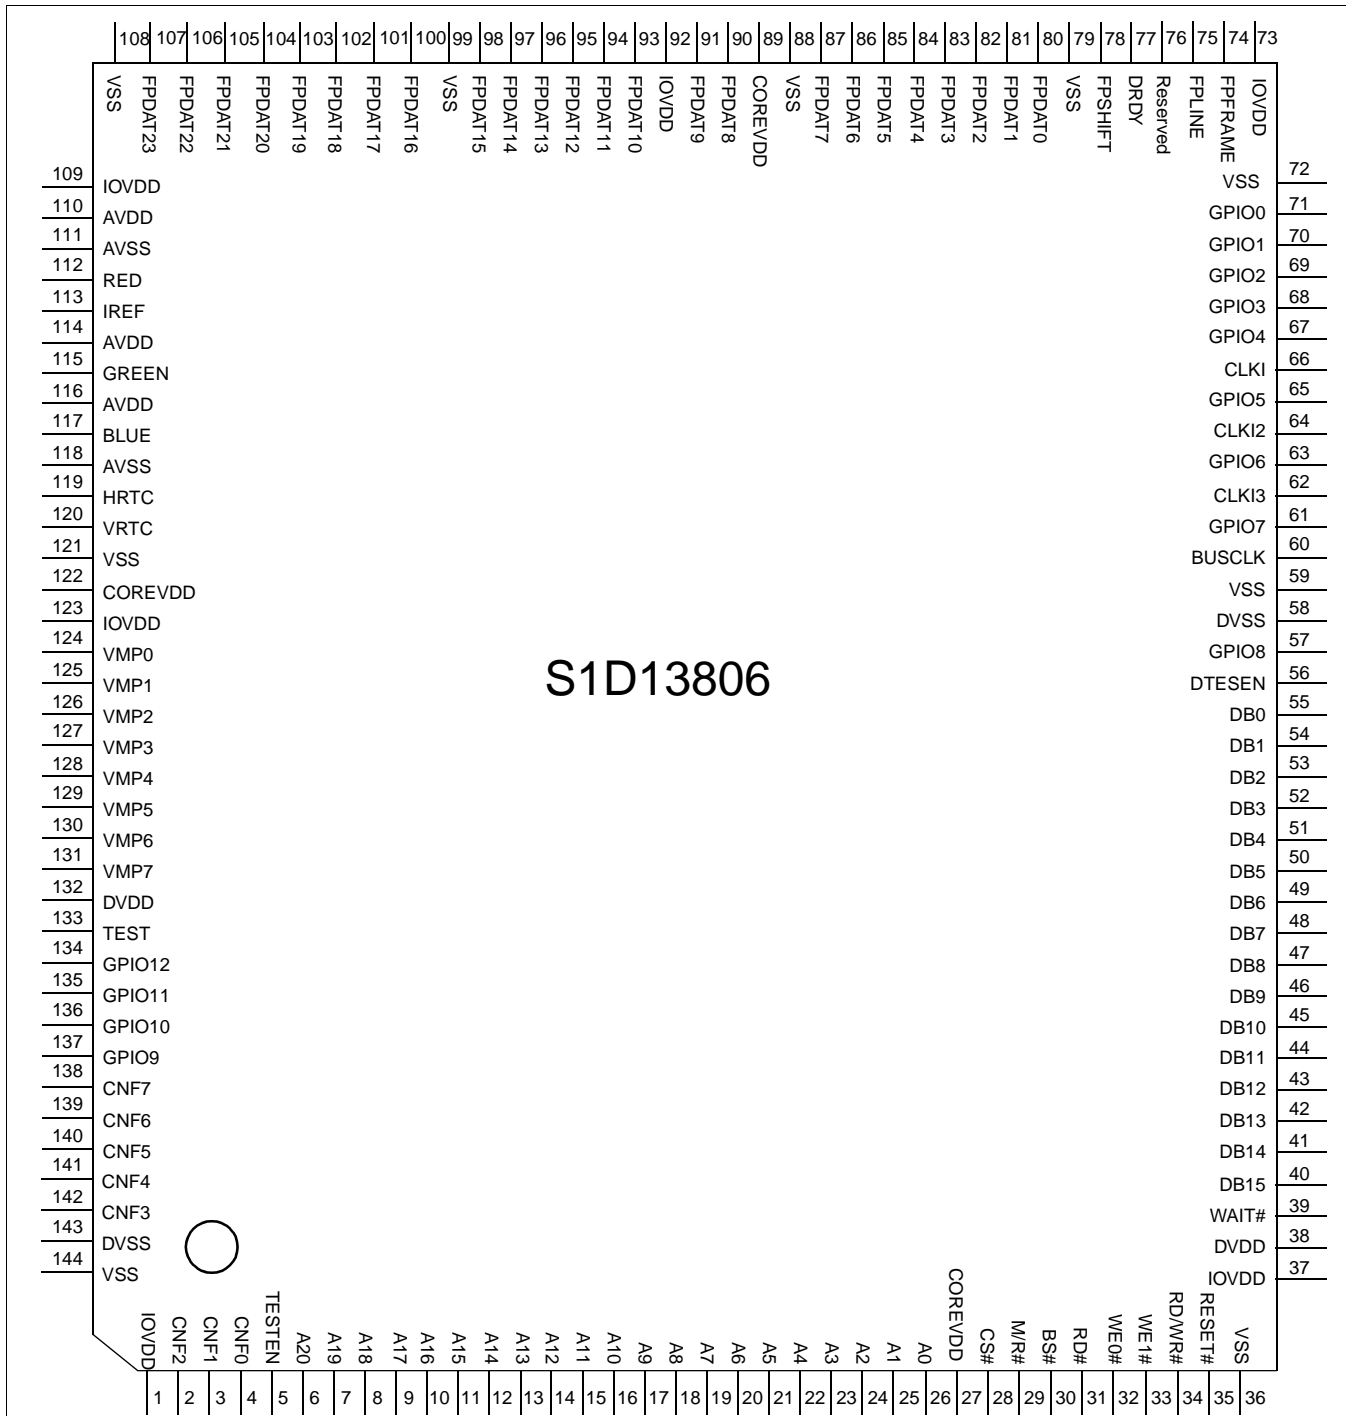 108 107 106 105 104 103 102 101 100 99 98 97 96 95 94 93 92 91 90 89 88 87 86 85 84 83 82 81 80 79 78 77 76 75 74 73
VSS FPDAT23 FPDAT22 FPDAT21 FPDAT20 FPDAT19 FPDAT18 FPDAT17 FPDAT16 VSS FPDAT15 FPDAT14 FPDAT13 FPDAT12 FPDAT11 FPDAT10 IOVDD FPDAT9 FPDAT8 COREVDD VSS FPDAT7 FPDAT6 FPDAT5 FPDAT4 FPDAT3 FPDAT2 FPDAT1 FPDAT0 VSS FPSHIFT DRDY Reserved FPLINE FPFRAME IOVDD
109 IOVDD
110 AVDD
111 AVSS
112 RED
113 IREF
114 AVDD
115 GREEN
116 AVDD
117 BLUE
118 AVSS
119 HRTC
120 VRTC
121 VSS
122 COREVDD
123 IOVDD
124 VMP0
125 VMP1
126 VMP2
127 VMP3
128 VMP4
129 VMP5
130 VMP6
131 VMP7
132 DVDD
133 TEST
134 GPIO12
135 GPIO11
136 GPIO10
137 GPIO9
138 CNF7
139 CNF6
140 CNF5
141 CNF4
142 CNF3
143 DVSS
144 VSS
S1D13806
VSS 72
GPIO0 71
GPIO1 70
GPIO2 69
GPIO3 68
GPIO4 67
CLKI 66
GPIO5 65
CLKI2 64
GPIO6 63
CLKI3 62
GPIO7 61
BUSCLK 60
VSS 59
DVSS 58
GPIO8 57
DTESEN 56
DB0 55
DB1 54
DB2 53
DB3 52
DB4 51
DB5 50
DB6 49
DB7 48
DB8 47
DB9 46
DB10 45
DB11 44
DB12 43
DB13 42
DB14 41
DB15 40
WAIT# 39
DVDD 38
IOVDD 37
IOVDD CNF2 CNF1 CNF0 TESTEN A20 A19 A18 A17 A16 A15 A14 A13 A12 A11 A10 A9 A8 A7 A6 A5 A4 A3 A2 A1 A0 COREVDD CS# M/R# BS# RD# WE0# WE1# RD/WR# RESET# VSS
1 2 3 4 5 6 7 8 9 10 11 12 13 14 15 16 17 18 19 20 21 22 23 24 25 26 27 28 29 30 31 32 33 34 35 36